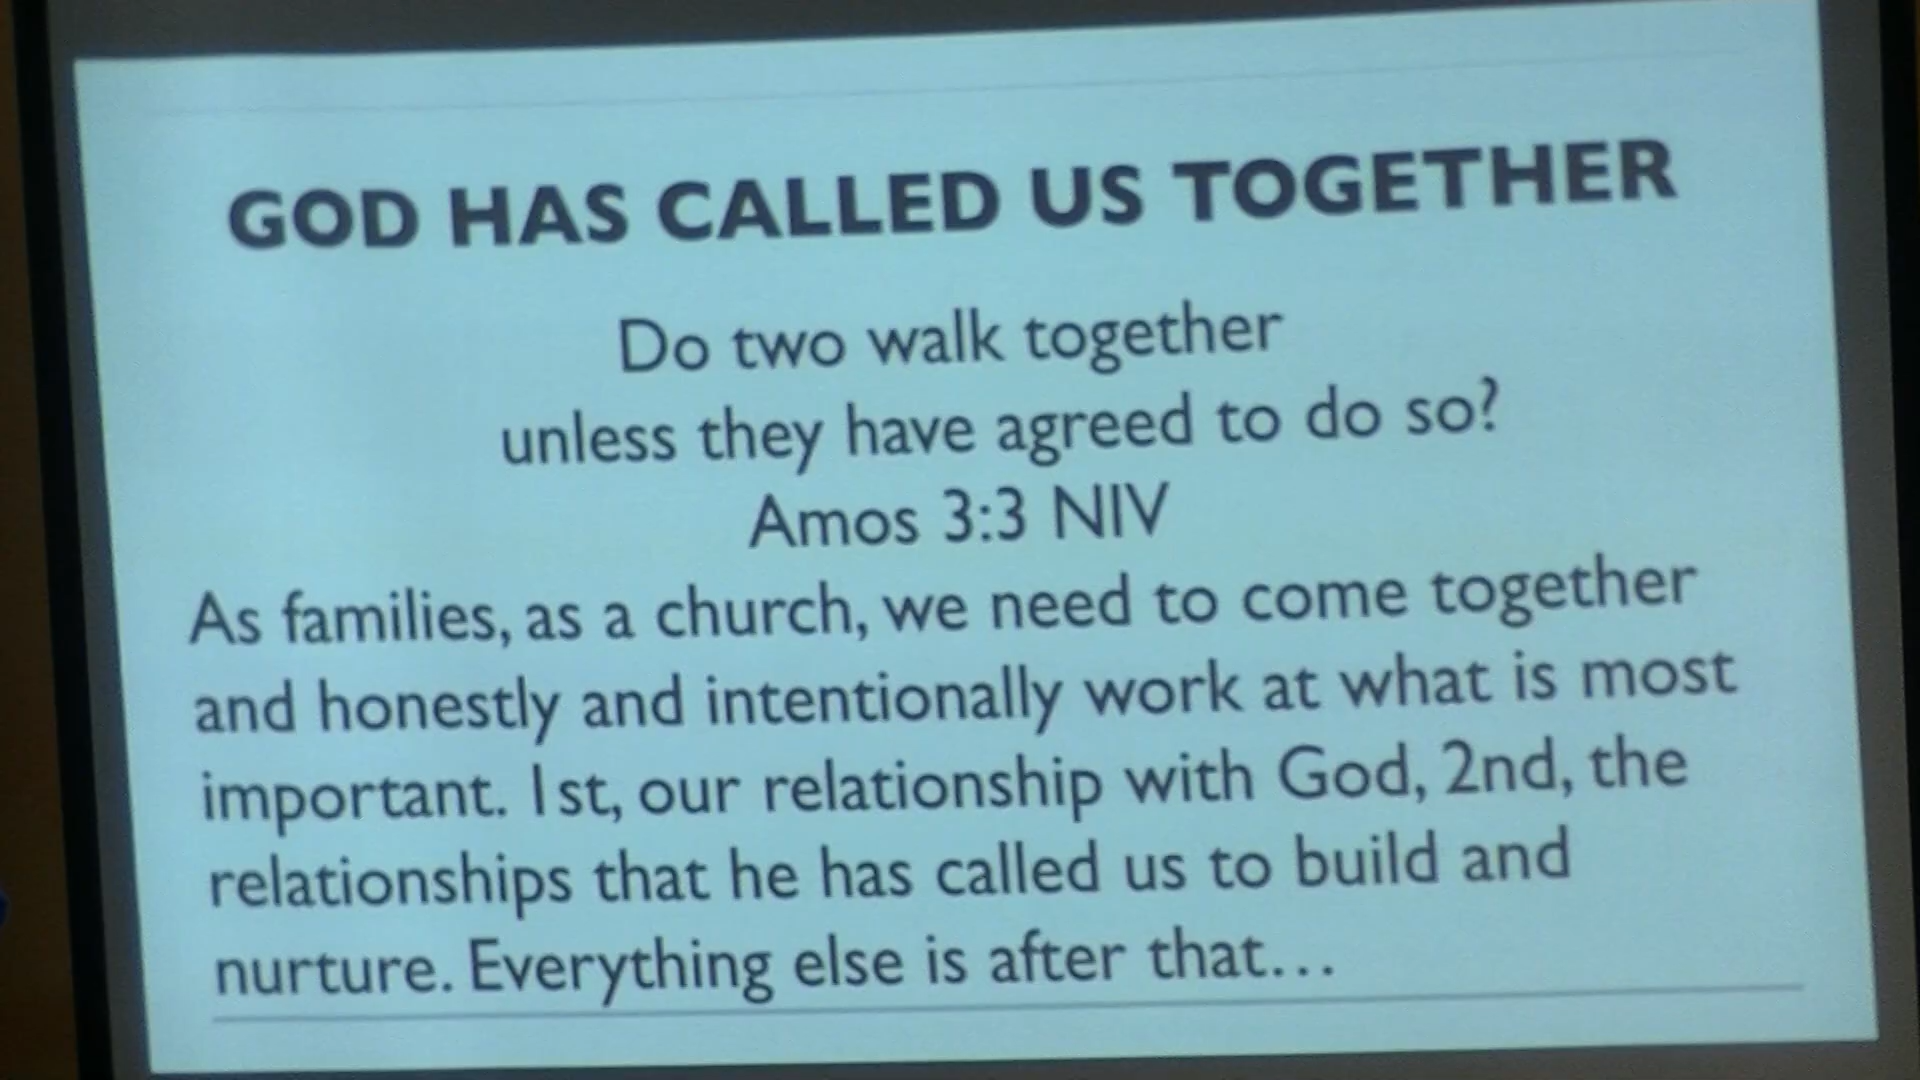 GOD HAS CALLED US TOGETHER
Do two walk together
unless they have agreed to do so?
Amos 3:3 NIV
As families, as a church, we need to come together
and honestly and intentionally work at what is most
important. 1st, our relationship with God, 2nd, the
relationships that he has called us to build and
nurture. Everything else is after that…